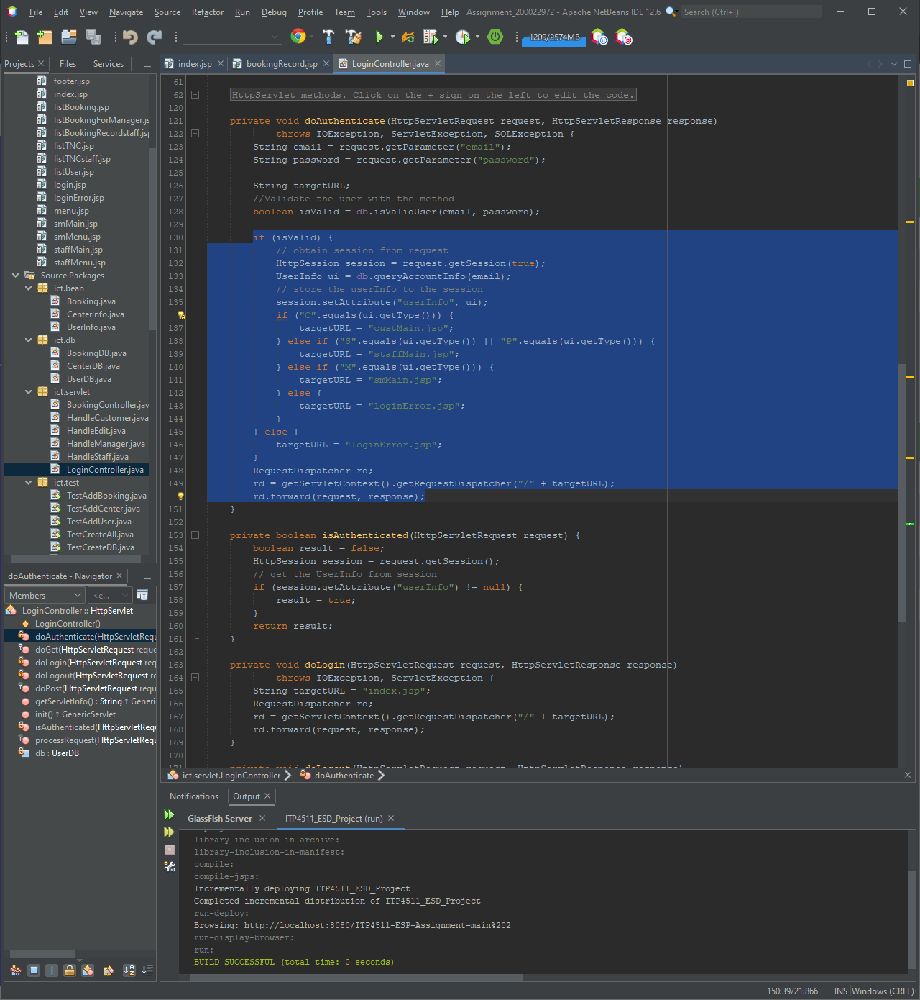 File Edit View Navigate Source Refactor Run Debug Profile Team Tools Window Help Assignment_200022972 - Apache NetBeans IDE 12.6 Search (Ctrl+I)
1209/2574MB
Projects Files Services
index.jsp bookingRecord.jsp LoginController.java
footer.jsp
index.jsp
listBooking.jsp
listBookingForManager.js
listBookingRecordstaff.jsp
listTNC.jsp
listTNCstaff.jsp
listUser.jsp
login.jsp
loginError.jsp
menu.jsp
smMain.jsp
smMenu.jsp
staffMain.jsp
staffMenu.jsp
Source Packages
ict.bean
Booking.java
CenterInfo.java
UserInfo.java
ict.db
BookingDB.java
CenterDB.java
UserDB.java
ict.servlet
BookingController.jav
HandleCustomer.java
HandleEdit.java
HandleManager.java
HandleStaff.java
LoginController.java
ict.test
TestAddBooking.java
TestAddCenter.java
TestAddUser.java
TestCreateAll.java
TestCreateDB.java
doAuthenticate - Navigator
Members <e...
LoginController :: HttpServlet
LoginController()
doAuthenticate(HttpServletRequ
doGet(HttpServletRequest reque
doLogin(HttpServletRequest req
doLogout(HttpServletRequest re
doPost(HttpServletRequest requ
getServletInfo() : String ↑ Generi
init() ↑ GenericServlet
isAuthenticated(HttpServletRequ
processRequest(HttpServletRequ
db : UserDB
61
62 HttpServlet methods. Click on the + sign on the left to edit the code.
120
121 private void doAuthenticate(HttpServletRequest request, HttpServletResponse response)
122 throws IOException, ServletException, SQLException {
123 String email = request.getParameter("email");
124 String password = request.getParameter("password");
125
126 String targetURL;
127 //Validate the user with the method
128 boolean isValid = db.isValidUser(email, password);
129
130 if (isValid) {
131 // obtain session from request
132 HttpSession session = request.getSession(true);
133 UserInfo ui = db.queryAccountInfo(email);
134 // store the userInfo to the session
135 session.setAttribute("userInfo", ui);
if ("C".equals(ui.getType())) {
137 targetURL = "custMain.jsp";
138 } else if ("S".equals(ui.getType()) || "P".equals(ui.getType())) {
139 targetURL = "staffMain.jsp";
140 } else if ("M".equals(ui.getType())) {
141 targetURL = "smMain.jsp";
142 } else {
143 targetURL = "loginError.jsp";
144 }
145 } else {
146 targetURL = "loginError.jsp";
147 }
148 RequestDispatcher rd;
149 rd = getServletContext().getRequestDispatcher("/" + targetURL);
rd.forward(request, response);
151 }
152
153 private boolean isAuthenticated(HttpServletRequest request) {
154 boolean result = false;
155 HttpSession session = request.getSession();
156 // get the UserInfo from session
157 if (session.getAttribute("userInfo") != null) {
158 result = true;
159 }
160 return result;
161 }
162
163 private void doLogin(HttpServletRequest request, HttpServletResponse response)
164 throws IOException, ServletException {
165 String targetURL = "index.jsp";
166 RequestDispatcher rd;
167 rd = getServletContext().getRequestDispatcher("/" + targetURL);
168 rd.forward(request, response);
169 }
170
171 private void doLogout(HttpServletRequest request, HttpServletResponse response)
ict.servlet.LoginController doAuthenticate
Notifications Output
GlassFish Server ITP4511_ESD_Project (run)
library-inclusion-in-archive:
library-inclusion-in-manifest:
compile:
compile-jsps:
Incrementally deploying ITP4511_ESD_Project
Completed incremental distribution of ITP4511_ESD_Project
run-deploy:
Browsing: http://localhost:8080/ITP4511-ESP-Assignment-main%202
run-display-browser:
run:
BUILD SUCCESSFUL (total time: 0 seconds)
150:39/21:866 INS Windows (CRLF)